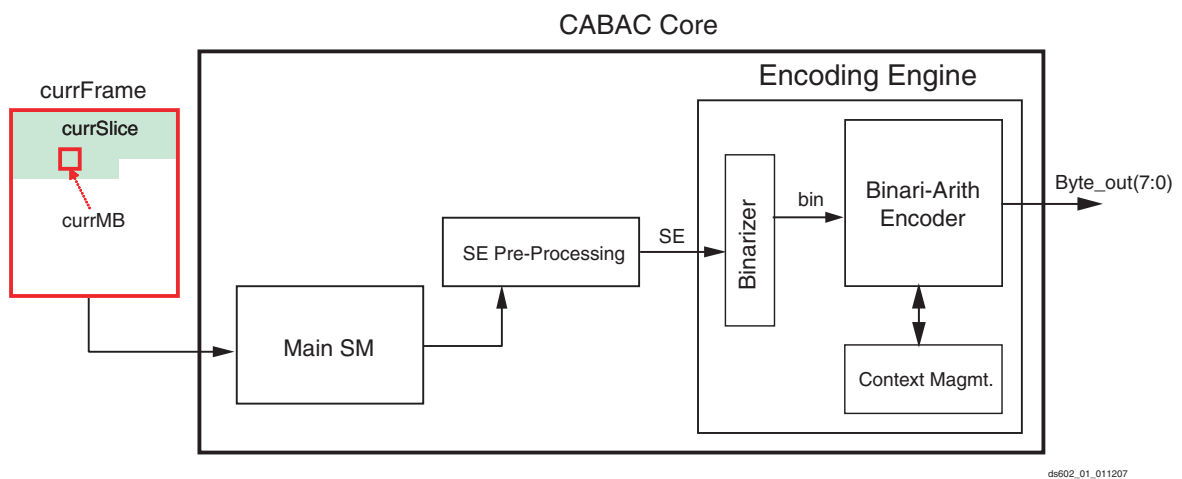 CABAC Core
currFrame
currSlice
currMB
Encoding Engine
Main SM
SE Pre-Processing
SE
Binarizer
bin
Binari-Arith
Encoder
Context Magmt.
Byte_out(7:0)
ds602_01_011207